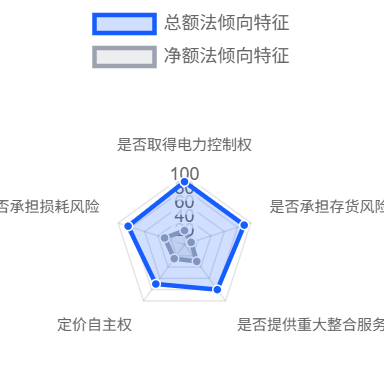 总额法倾向特征
净额法倾向特征
是否取得电力控制权
100
80
60
40
20
否承担损耗风险
是否承担存货风险
定价自主权
是否提供重大整合服务